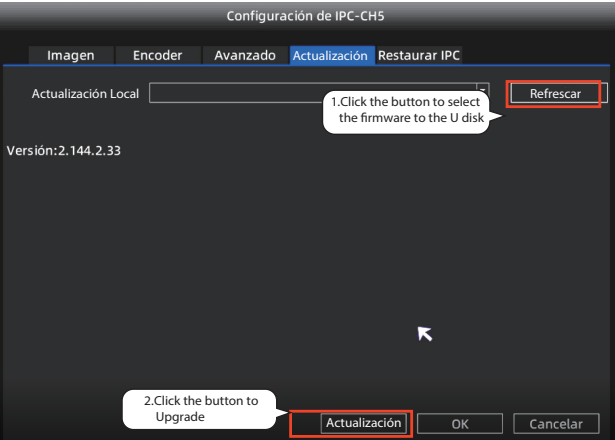 Configuración de IPC-CH5
Imagen Encoder Avanzado Actualización Restaurar IPC
Actualización Local
Refrescar
1.Click the button to select
the firmware to the U disk
Versión:2.144.2.33
2.Click the button to
Upgrade
Actualización OK Cancelar